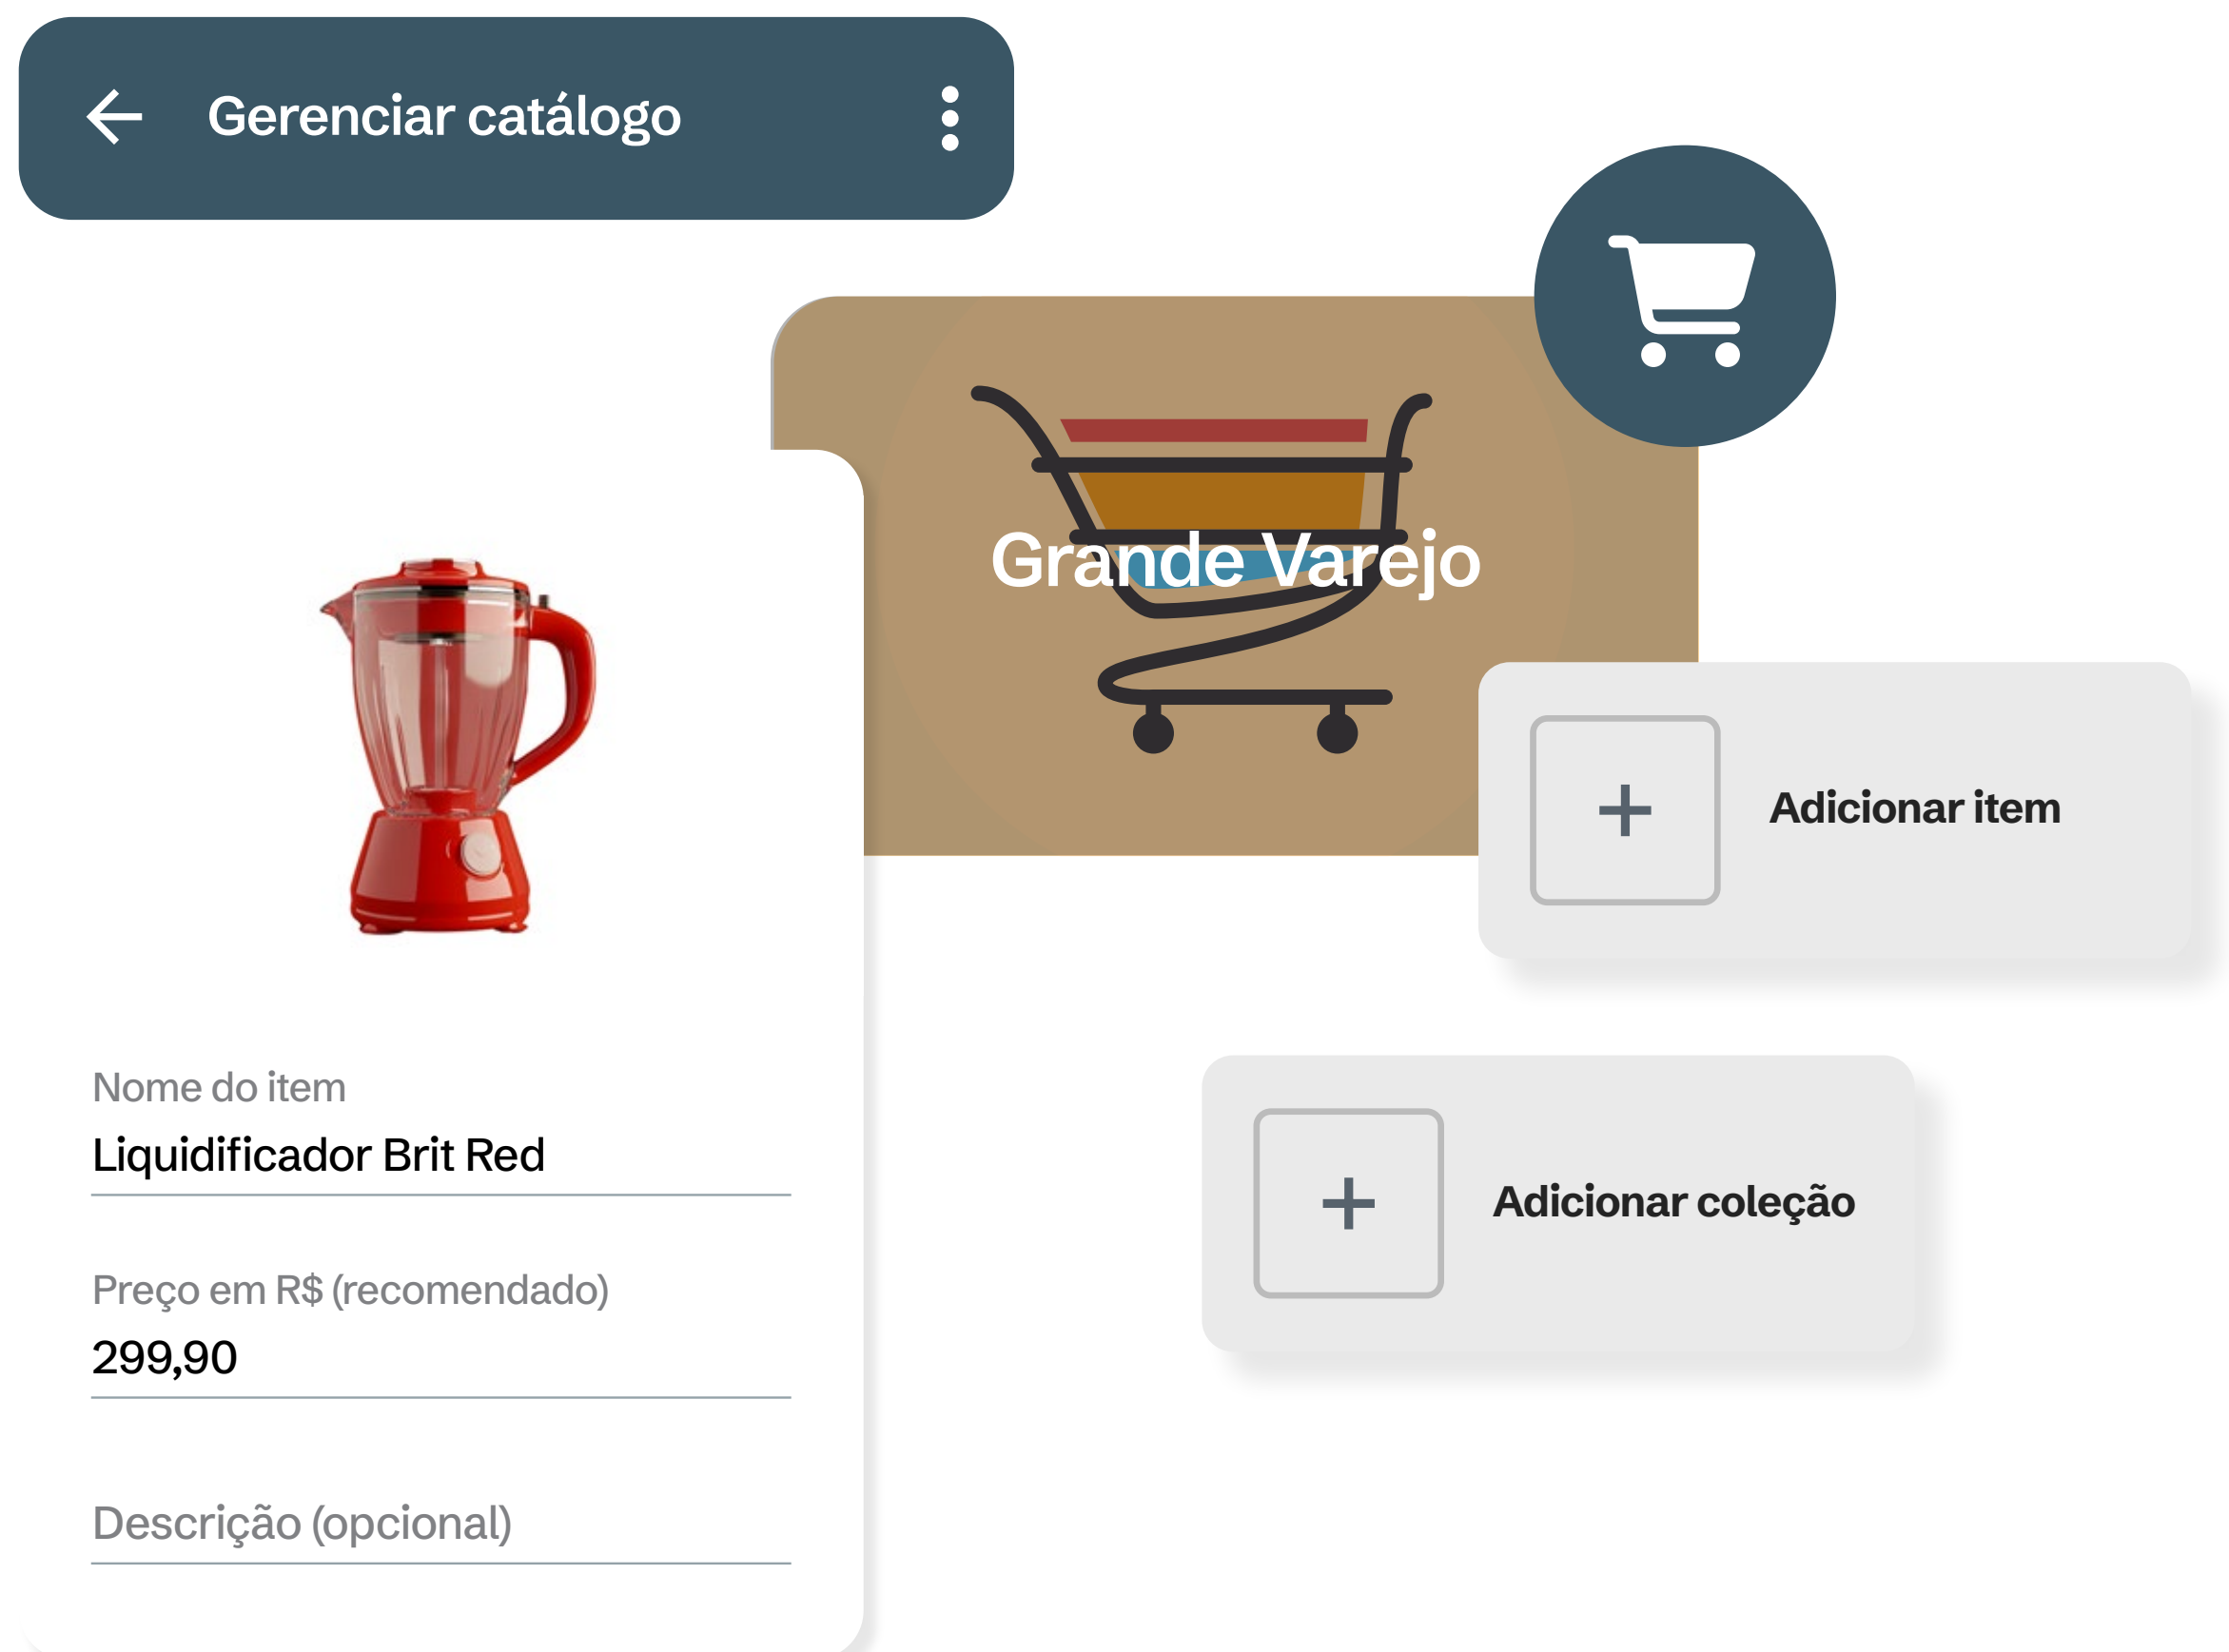 Gerenciar catálogo
Grande Varejo
Adicionar item
Adicionar coleção
Nome do item
Liquidificador Brit Red
Preço em R$ (recomendado)
299,90
Descrição (opcional)